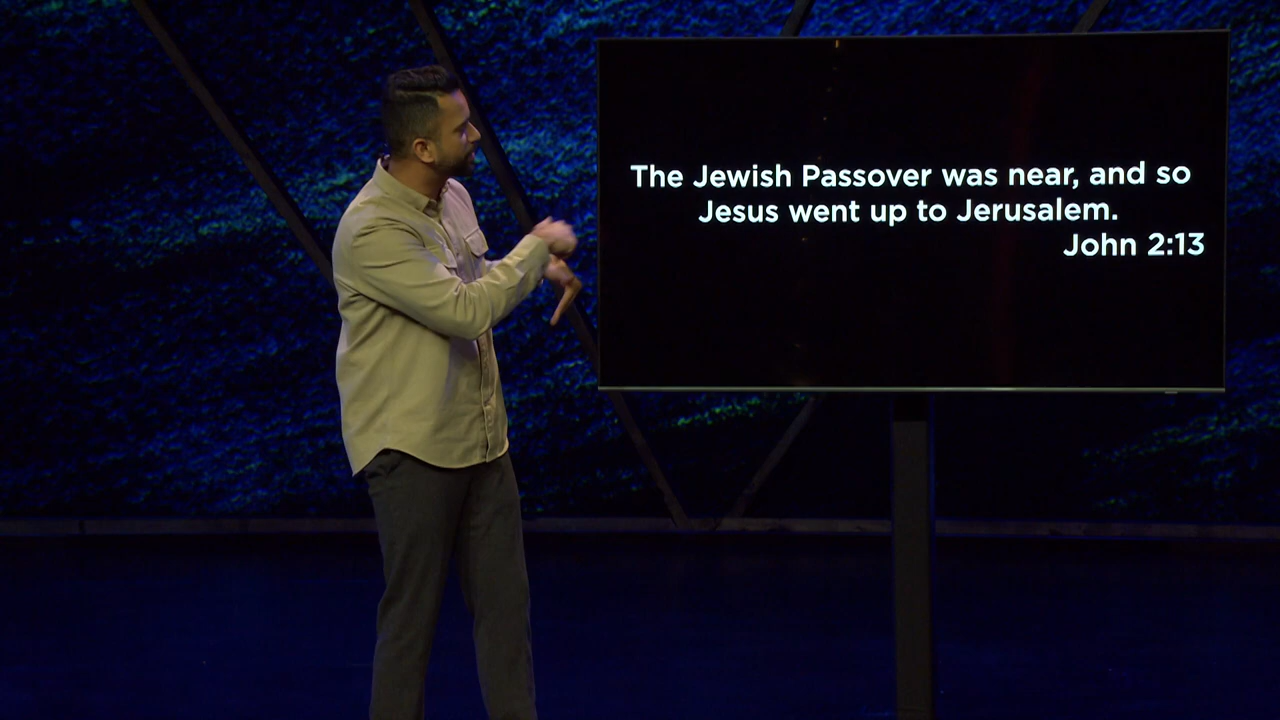 The Jewish Passover was near, and so
Jesus went up to Jerusalem.
John 2:13